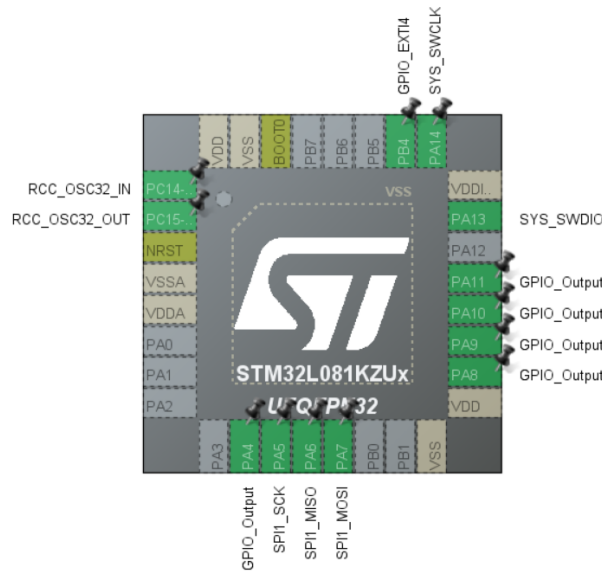 GPIO_EXTI4
SYS_SWCLK
VDD
VSS
BOOT0
PB7
PB6
PB5
PB4
PA14
RCC_OSC32_IN
PC14-...
RCC_OSC32_OUT
PC15-...
NRST
VSSA
VDDA
PA0
PA1
PA2
VSS
VDDI...
PA13
SYS_SWDIO
PA12
PA11
GPIO_Output
PA10
GPIO_Output
PA9
GPIO_Output
PA8
GPIO_Output
VDD
STM32L081KZUx
UFQFPN32
PA3
PA4
PA5
PA6
PA7
PB0
PB1
VSS
GPIO_Output
SPI1_SCK
SPI1_MISO
SPI1_MOSI